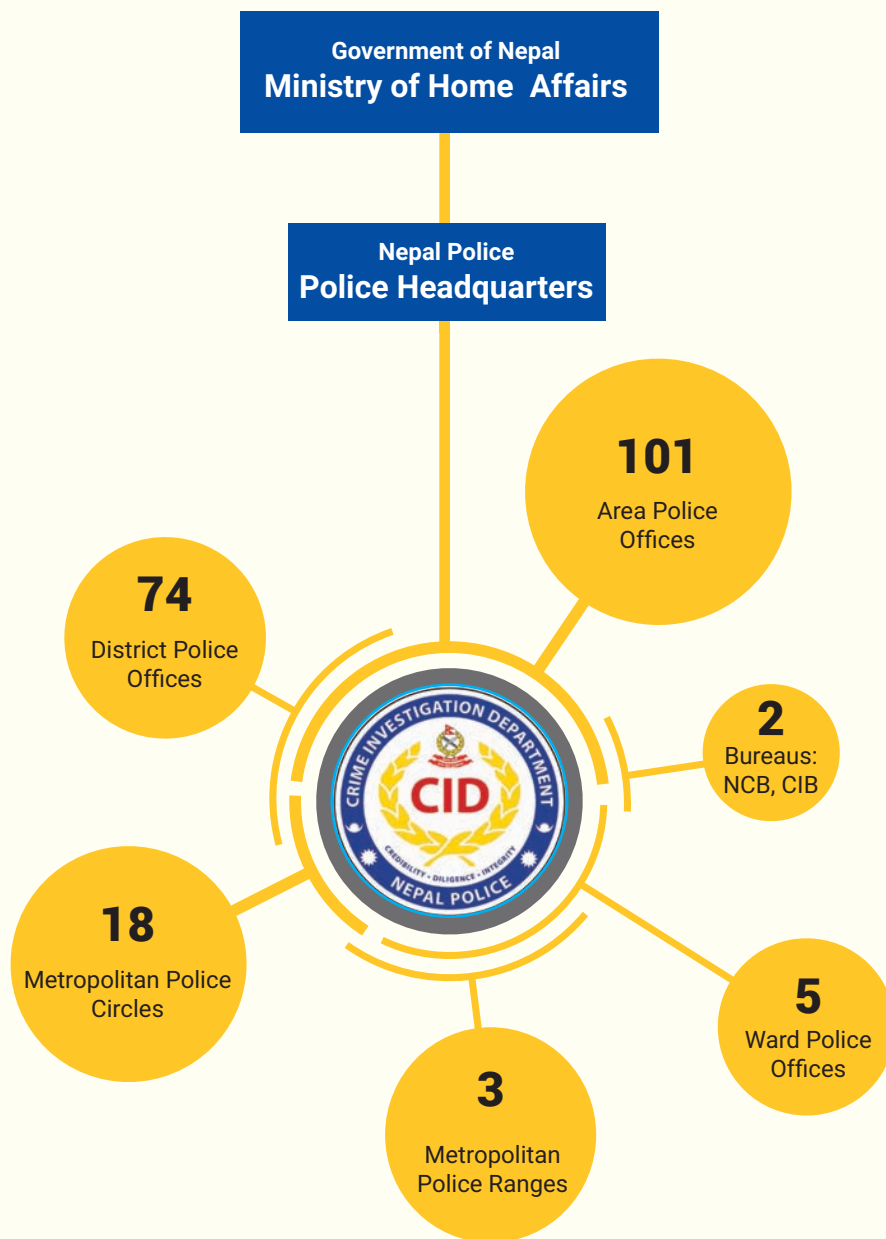 Government of Nepal
Ministry of Home Affairs
Nepal Police
Police Headquarters
101
Area Police
Offices
74
District Police
Offices
2
Bureaus:
NCB, CIB
CRIME INVESTIGATION DEPARTMENT
CID
CREDIBILITY • DILIGENCE • INTEGRITY
NEPAL POLICE
18
Metropolitan Police
Circles
5
Ward Police
Offices
3
Metropolitan
Police Ranges